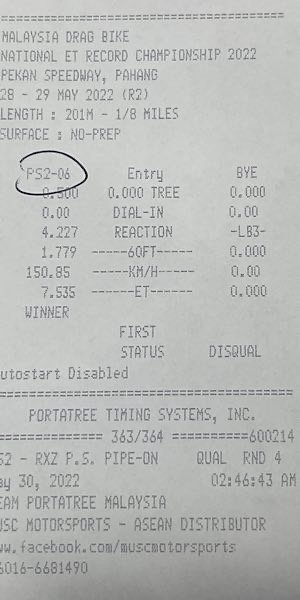 MALAYSIA DRAG BIKE
NATIONAL ET RECORD CHAMPIONSHIP 2022
PEKAN SPEEDWAY, PAHANG
28 - 29 MAY 2022 (R2)
LENGTH : 201M - 1/8 MILES
SURFACE : NO-PREP
PS2-06 Entry BYE
0.500 0.000 TREE 0.000
0.00 DIAL-IN 0.00
4.227 REACTION -LB3-
1.779 -----60FT----- 0.000
150.85 -----KM/H----- 0.00
7.535 ------ET----- 0.000
WINNER
FIRST
STATUS DISQUAL
utostart Disabled
PORTATREE TIMING SYSTEMS, INC.
============= 363/364 ==========600214
S2 - RXZ P.S. PIPE-ON QUAL RND 4
ay 30, 2022 02:46:43 AM
EAM PORTATREE MALAYSIA
USC MOTORSPORTS - ASEAN DISTRIBUTOR
ww.facebook.com/muscmotorsports
6016-6681490